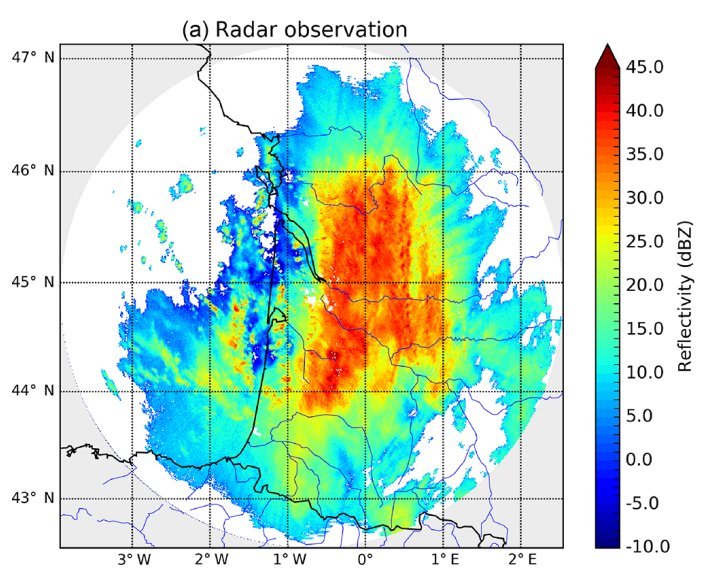 (a) Radar observation
47° N
46° N
45° N
44° N
43° N
3° W
2° W
1° W
0°
1° E
2° E
45.0
40.0
35.0
30.0
25.0
20.0
15.0
10.0
5.0
0.0
-5.0
-10.0
Reflectivity (dBZ)